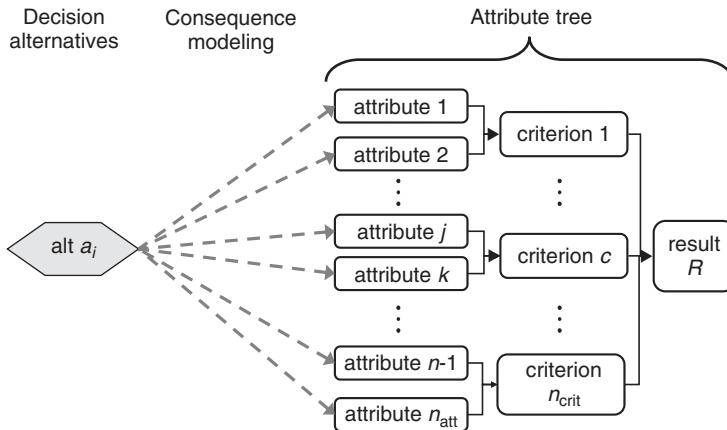 Decision alternatives
Consequence modeling
Attribute tree
attribute 1
attribute 2
⋮
attribute j
attribute k
⋮
attribute n-1
attribute n_att
alt a_i
criterion 1
⋮
criterion c
⋮
criterion
n_crit
result
R